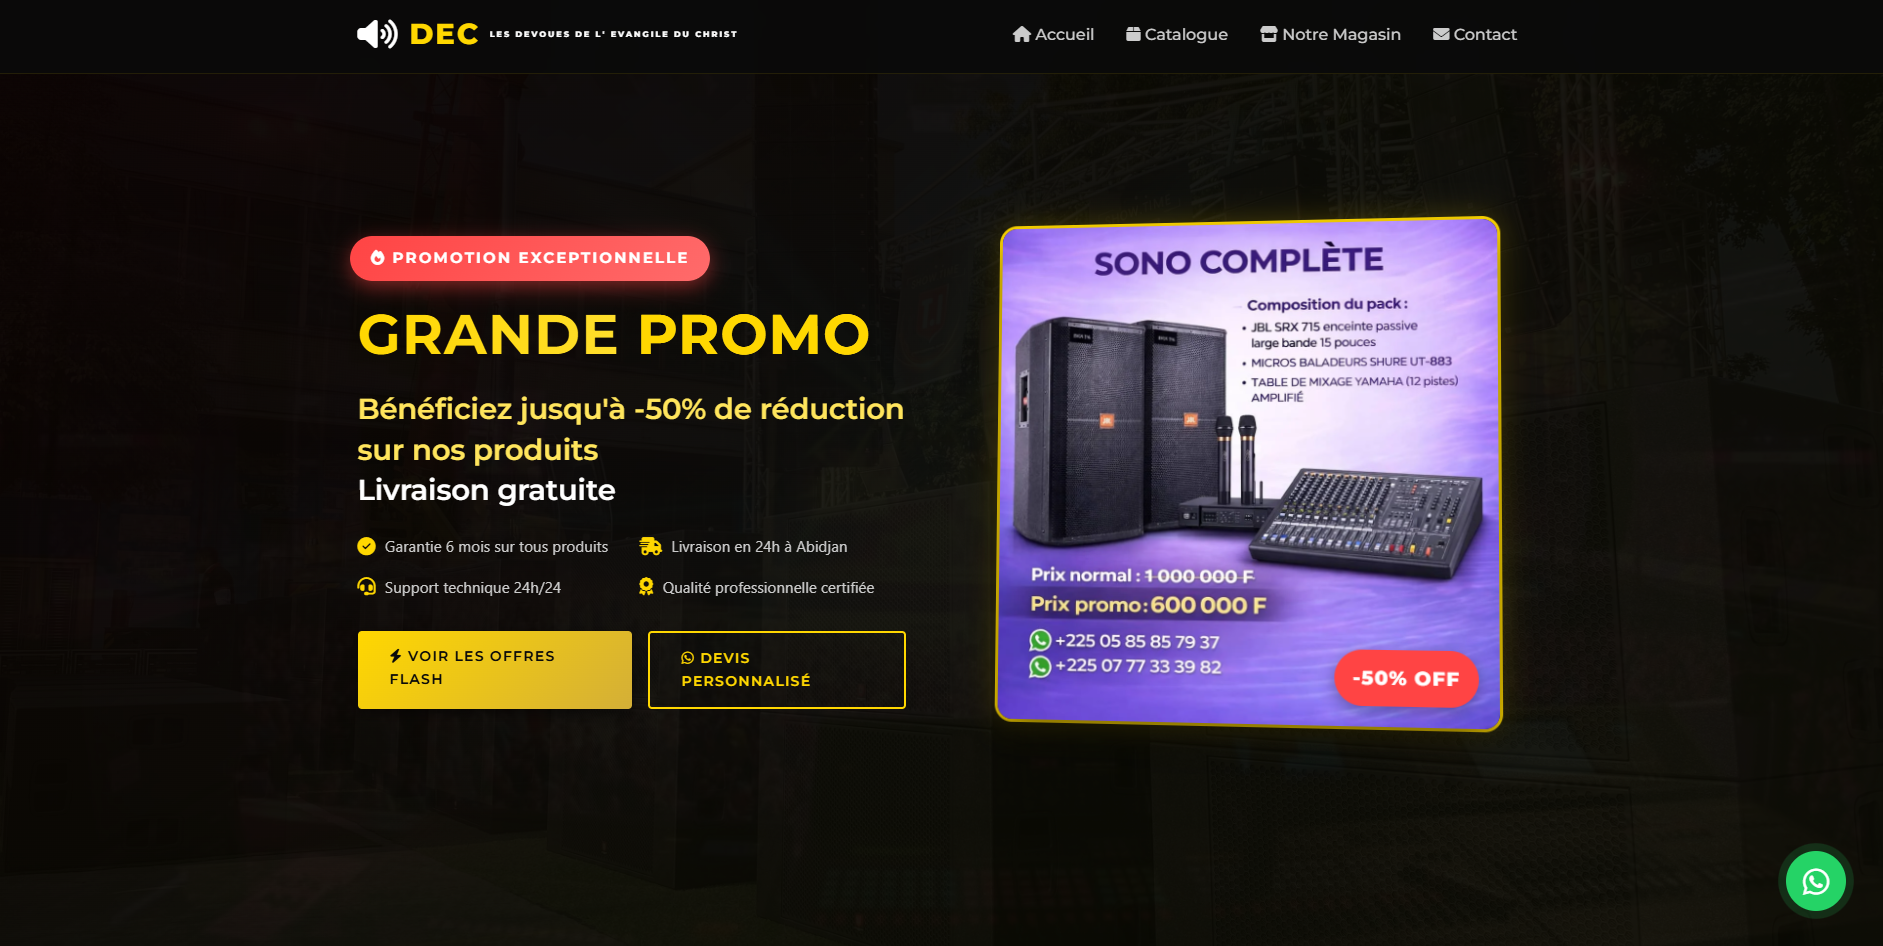 DEC LES DEVOUES DE L' EVANGILE DU CHRIST
Accueil
Catalogue
Notre Magasin
Contact
PROMOTION EXCEPTIONNELLE
GRANDE PROMO
Bénéficiez jusqu'à -50% de réduction
sur nos produits
Livraison gratuite
Garantie 6 mois sur tous produits
Livraison en 24h à Abidjan
Support technique 24h/24
Qualité professionnelle certifiée
VOIR LES OFFRES
FLASH
DEVIS
PERSONNALISÉ
SONO COMPLÈTE
Composition du pack :
• JBL SRX 715 enceinte passive
large bande 15 pouces
• MICROS BALADEURS SHURE UT-883
• TABLE DE MIXAGE YAMAHA (12 pistes)
AMPLIFIÉ
Prix normal : 1 000 000 F
Prix promo : 600 000 F
+225 05 85 85 79 37
+225 07 77 33 39 82
-50% OFF